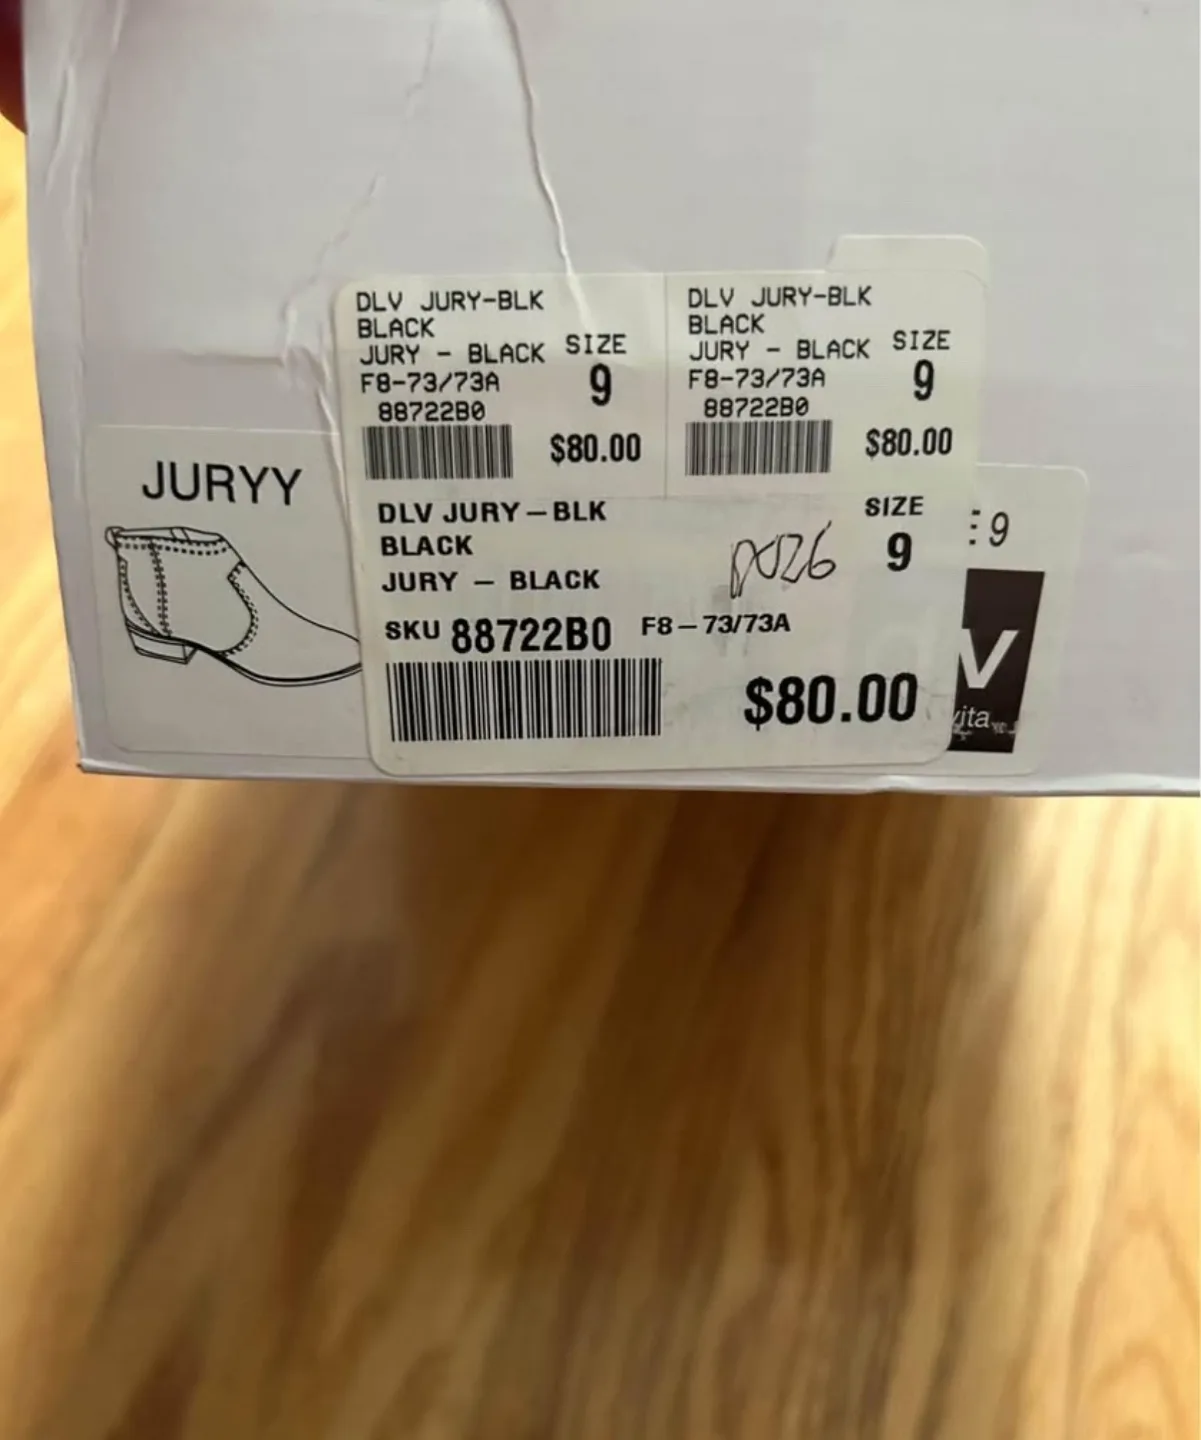 DLV JURY-BLK
BLACK
JURY - BLACK SIZE
F8-73/73A 9
88722B0
$80.00
DLV JURY-BLK
BLACK
JURY - BLACK SIZE
F8-73/73A 9
88722B0
$80.00
JURYY
DLV JURY-BLK SIZE
BLACK 9
JURY - BLACK
SKU 88722B0 F8-73/73A
$80.00
: 9
V
vita